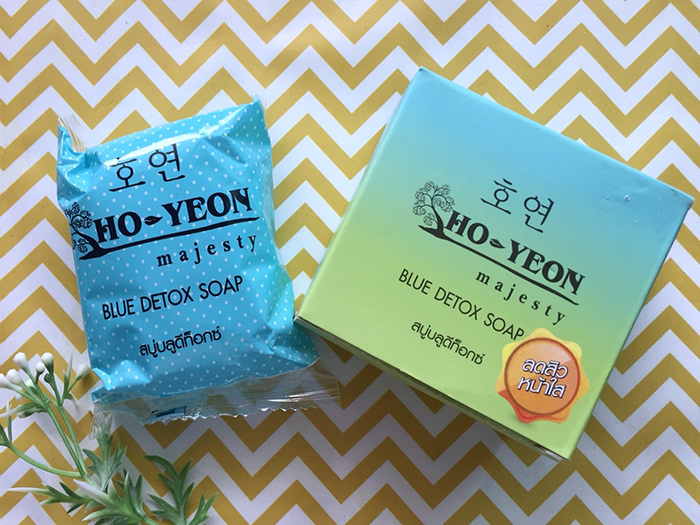 호연
HO-YEON
majesty
BLUE DETOX SOAP
สบู่บลูดีท็อกซ์
호연
HO-YEON
majesty
BLUE DETOX SOAP
สบู่บลูดีท็อกซ์
ลดสิว
หน้าใส